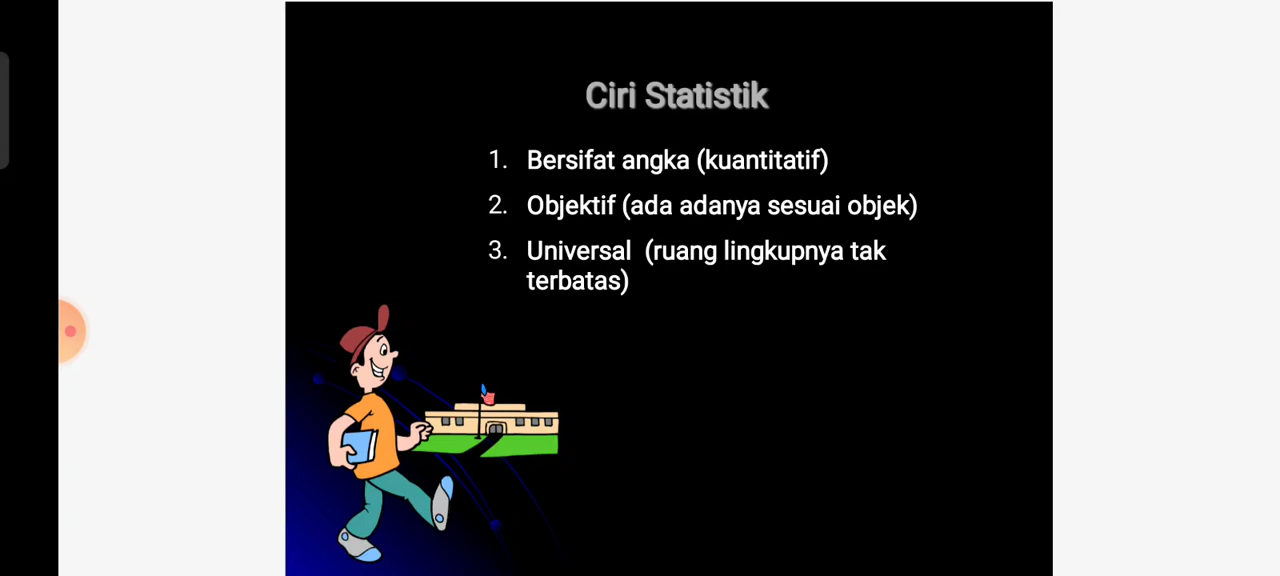 Ciri Statistik
1. Bersifat angka (kuantitatif)
2. Objektif (ada adanya sesuai objek)
3. Universal (ruang lingkupnya tak
terbatas)